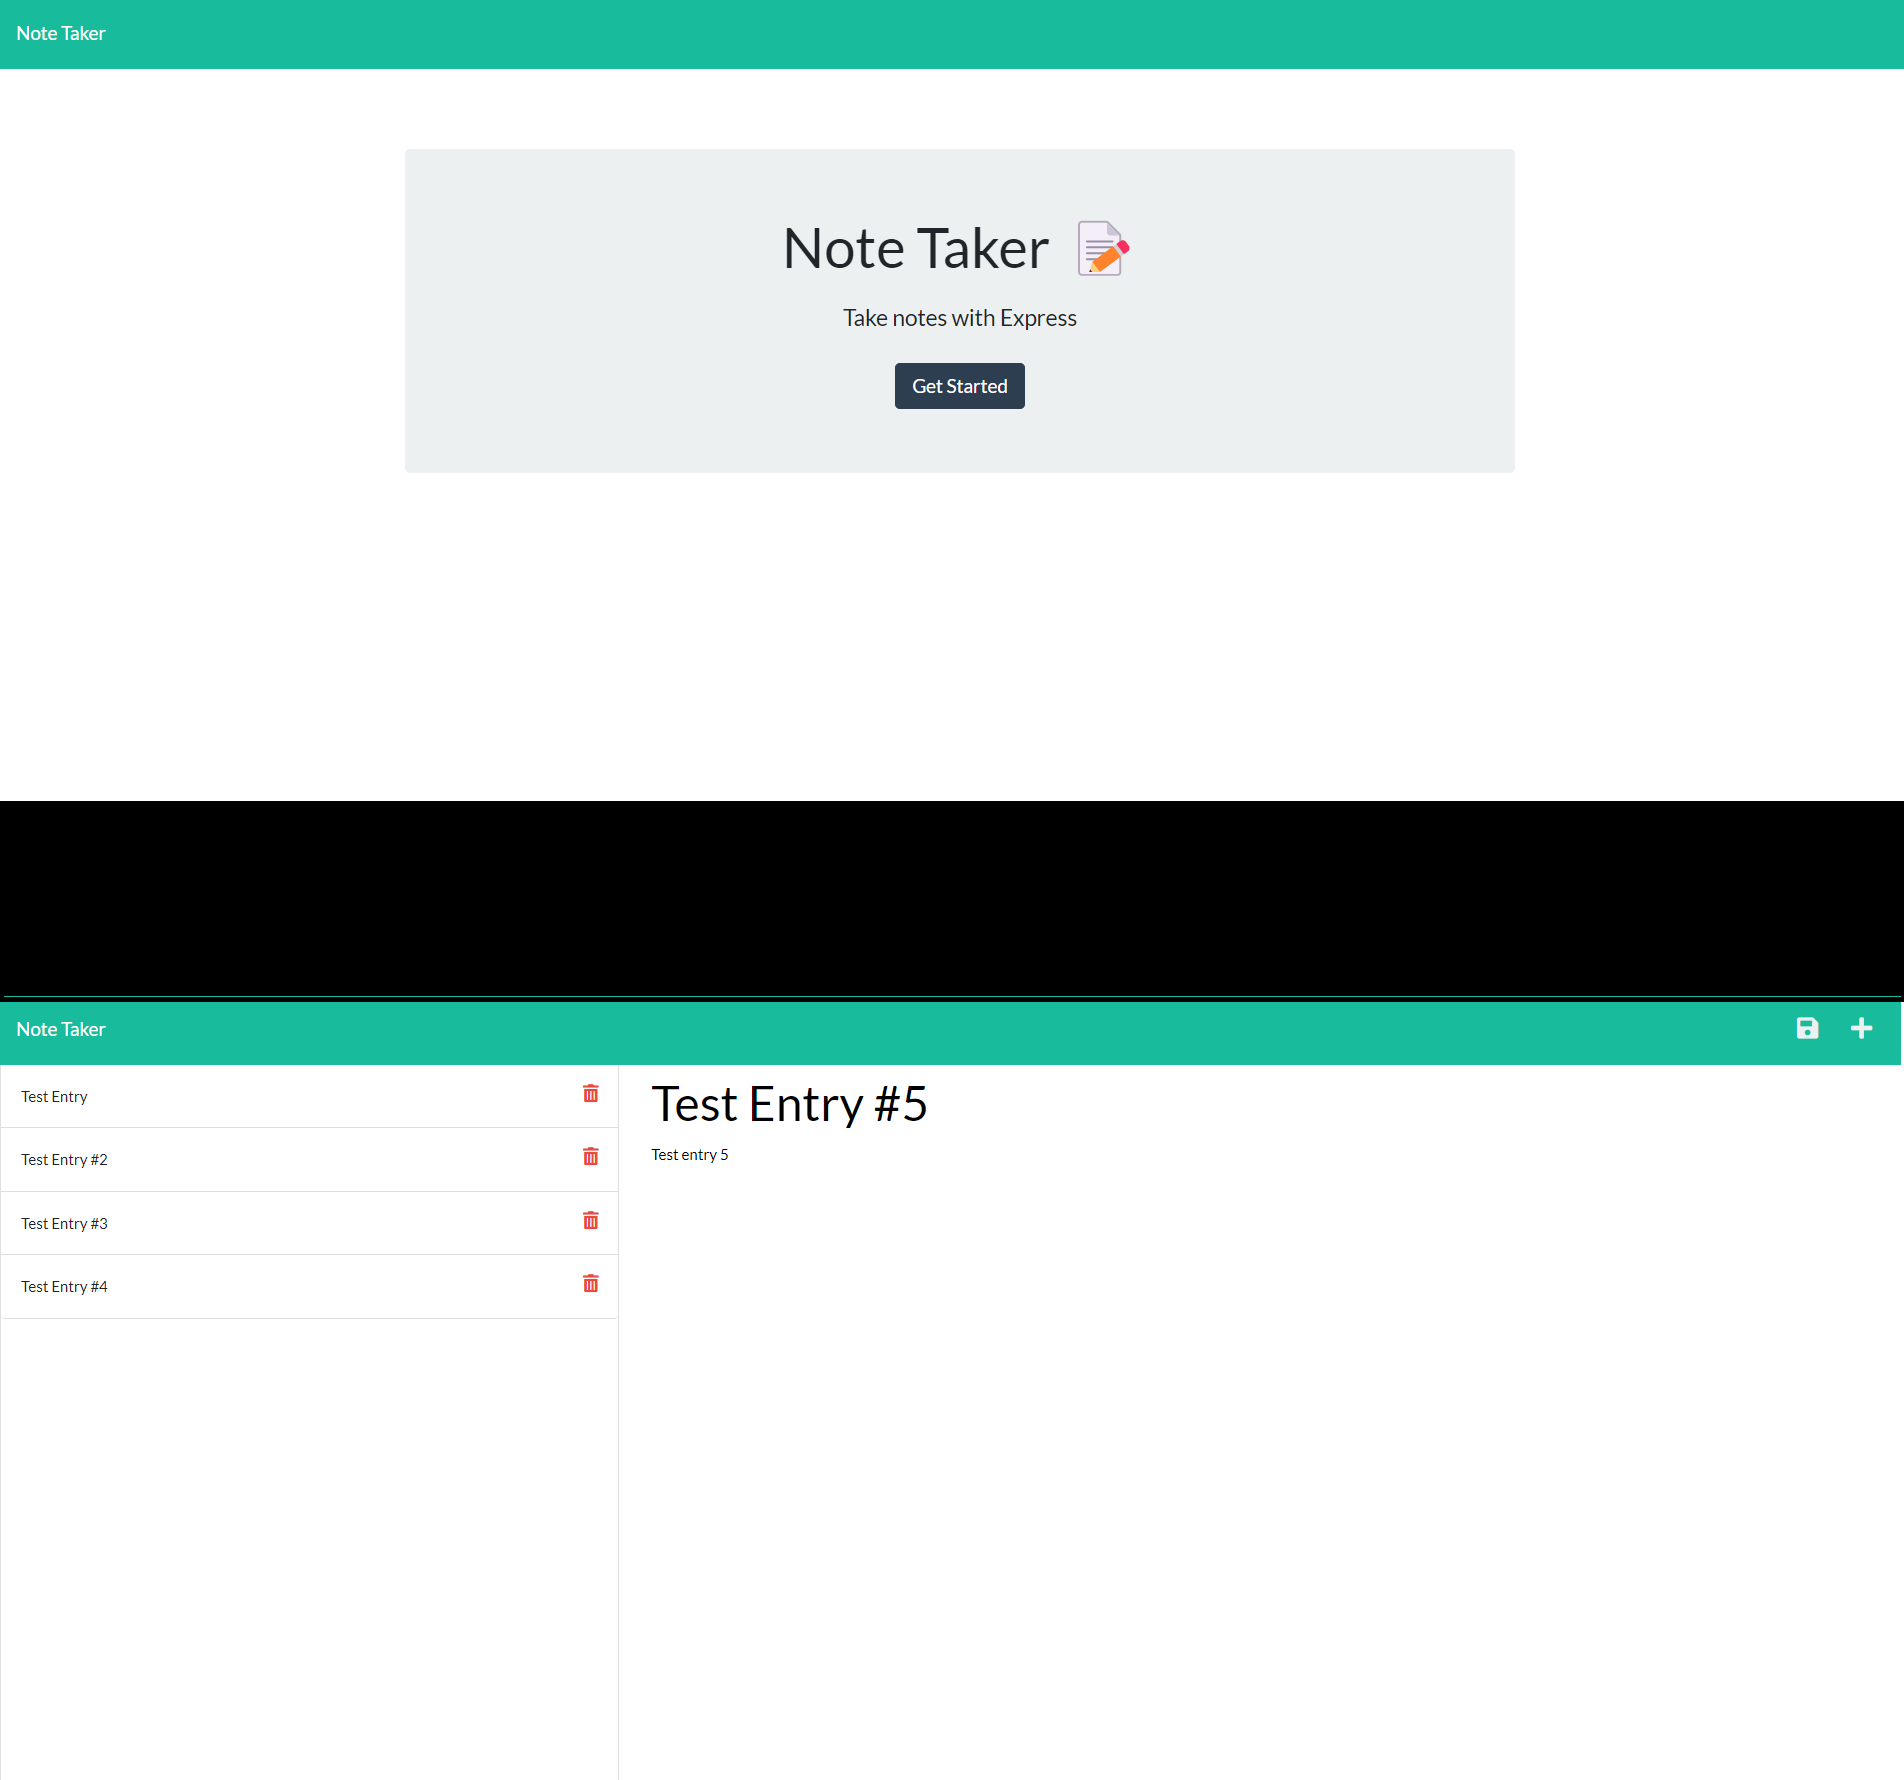 Note Taker
Note Taker
Take notes with Express
Get Started
Note Taker
Test Entry
Test Entry #2
Test Entry #3
Test Entry #4
Test Entry #5
Test entry 5